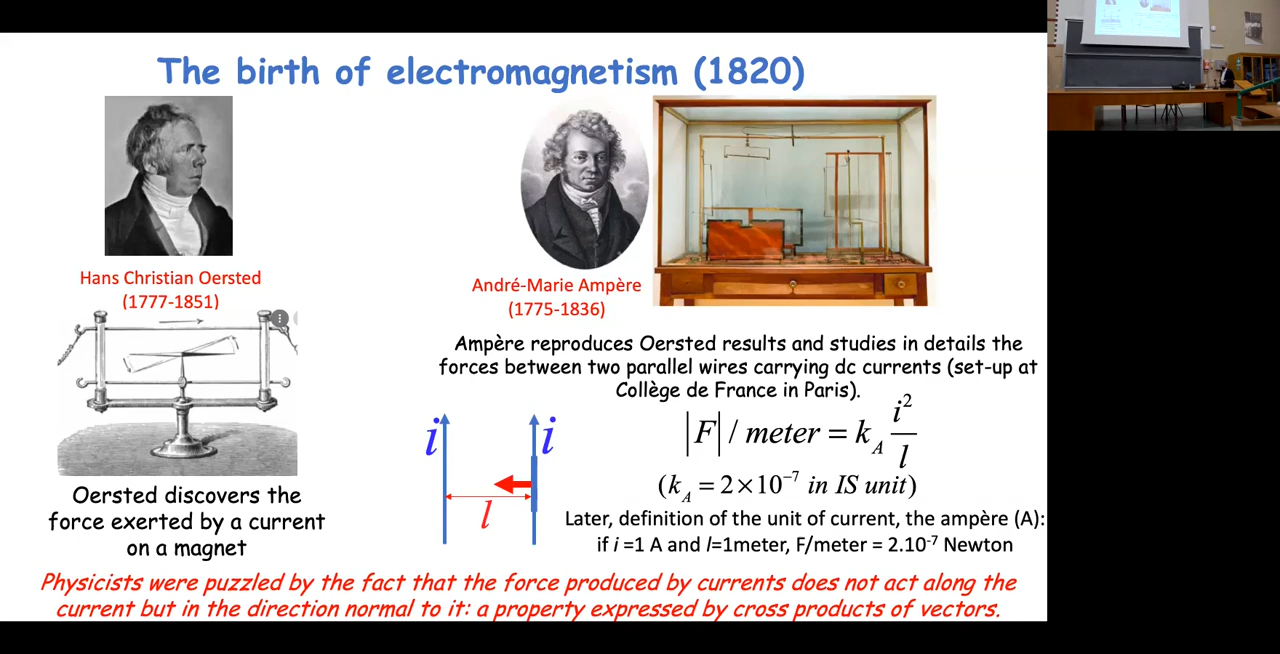 The birth of electromagnetism (1820)
Hans Christian Oersted
(1777-1851)
Oersted discovers the
force exerted by a current
on a magnet
André-Marie Ampère
(1775-1836)
Ampère reproduces Oersted results and studies in details the
forces between two parallel wires carrying dc currents (set-up at
Collège de France in Paris).
i
i
l
|F| / meter = k_A i² / l
(k_A = 2×10⁻⁷ in IS unit)
Later, definition of the unit of current, the ampère (A):
if i =1 A and l=1meter, F/meter = 2.10⁻⁷ Newton
Physicists were puzzled by the fact that the force produced by currents does not act along the
current but in the direction normal to it: a property expressed by cross products of vectors.